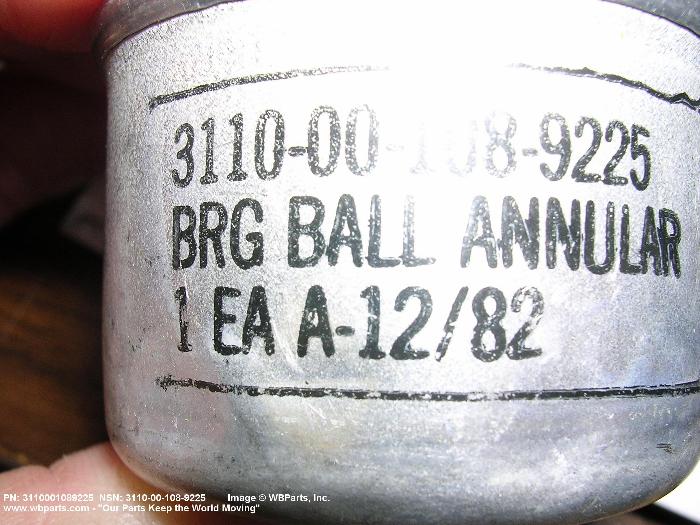 3110-00-108-9225
BRG BALL ANNULAR
1 EA A-12/82
PN: 3110001089225 NSN: 3110-00-108-9225 Image © WBParts, Inc.
www.wbparts.com - "Our Parts Keep the World Moving"